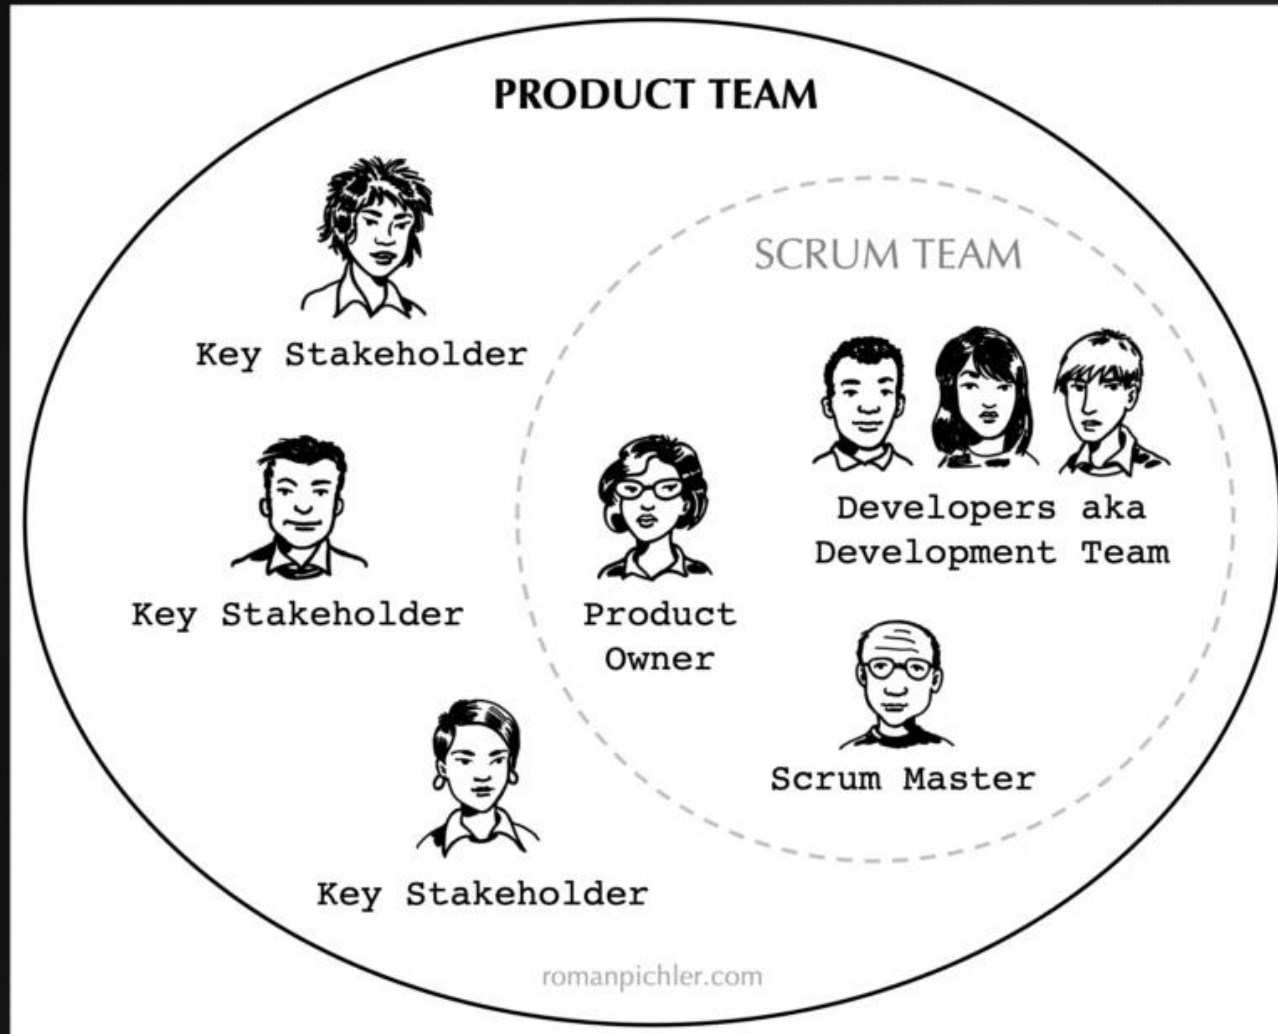 PRODUCT TEAM
SCRUM TEAM
Key Stakeholder
Developers aka
Development Team
Key Stakeholder
Product
Owner
Scrum Master
Key Stakeholder
romanpichler.com